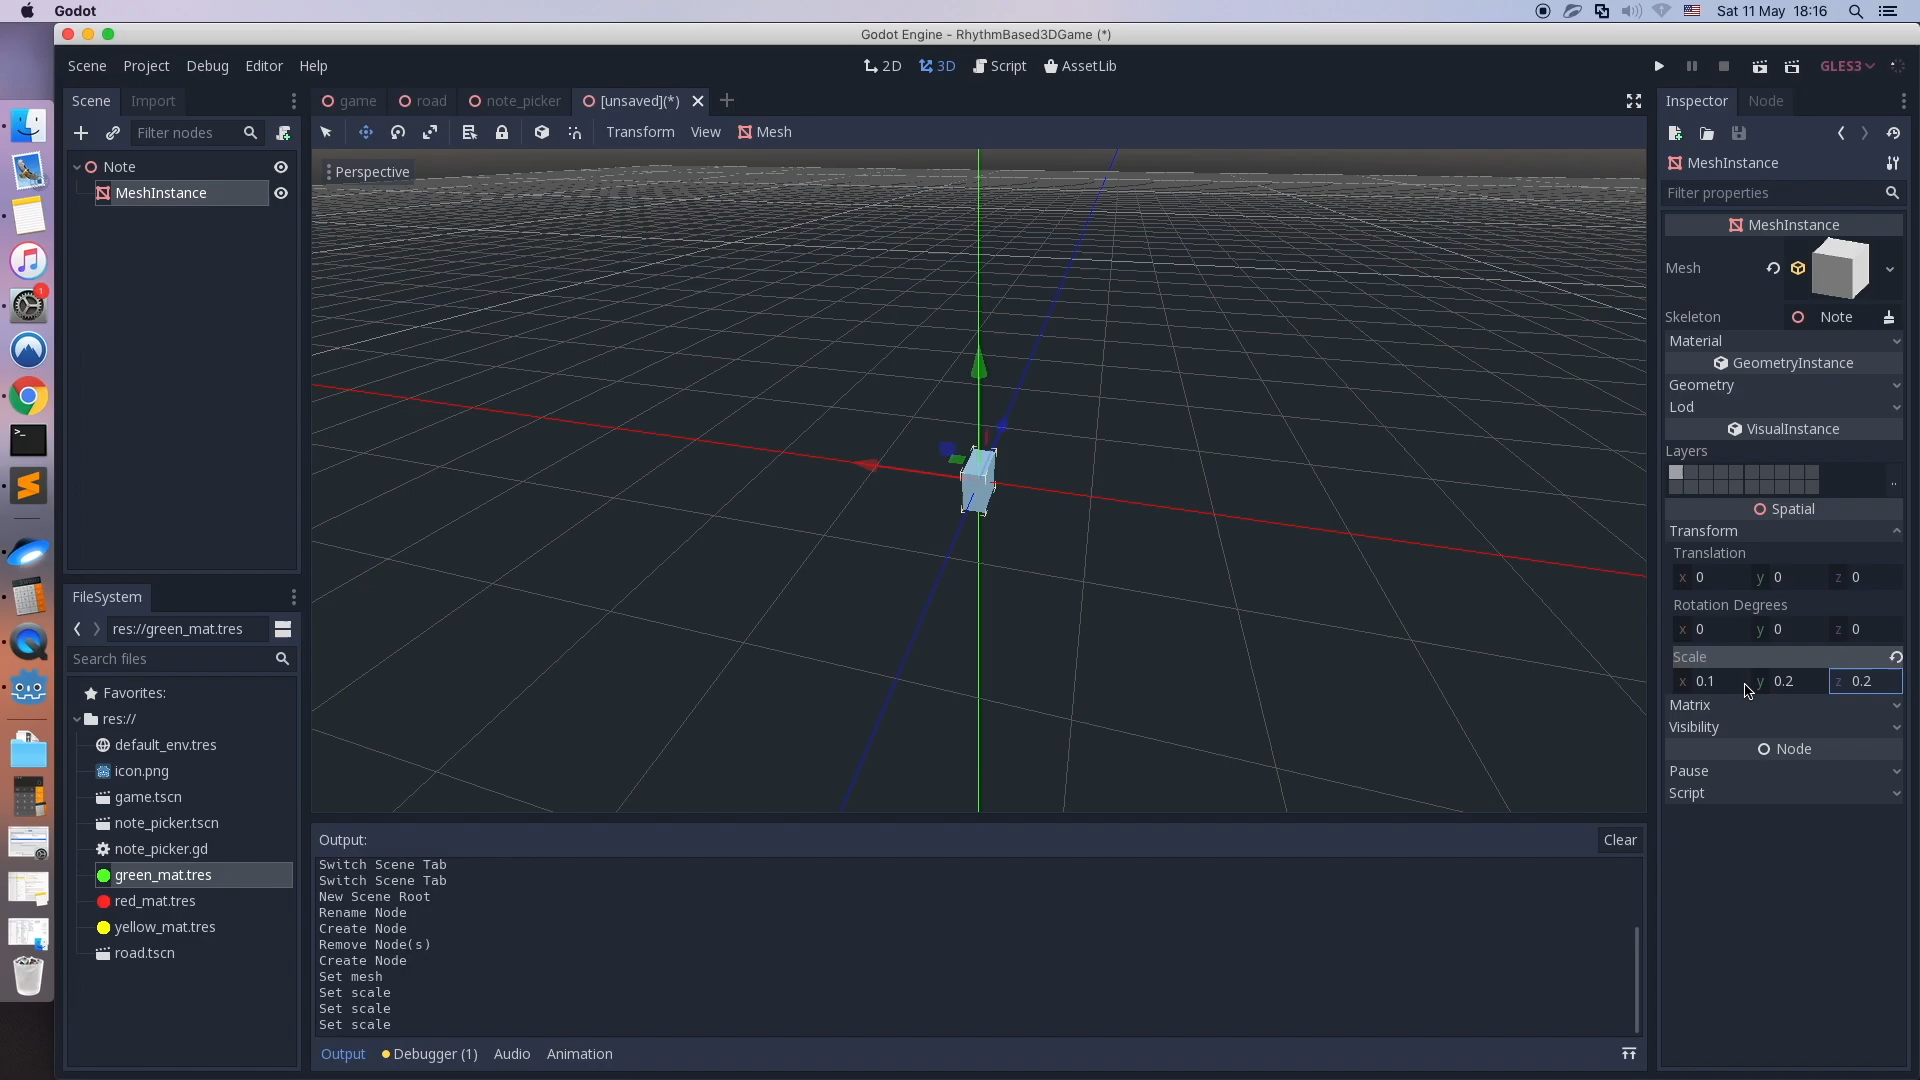 Godot
Sat 11 May 18:16
Godot Engine - RhythmBased3DGame (*)
Scene Project Debug Editor Help
2D 3D Script AssetLib
GLES3
Scene Import
game road note_picker [unsaved](*)
Inspector Node
Filter nodes
Transform View Mesh
Note
MeshInstance
Perspective
MeshInstance
Filter properties
MeshInstance
Mesh
Skeleton Note
Material
GeometryInstance
Geometry
Lod
VisualInstance
Layers
..
Spatial
Transform
Translation
x 0 y 0 z 0
Rotation Degrees
x 0 y 0 z 0
Scale
x 0.1 y 0.2 z 0.2
Matrix
Visibility
Node
Pause
Script
FileSystem
res://green_mat.tres
Search files
Favorites:
res://
default_env.tres
icon.png
game.tscn
note_picker.tscn
note_picker.gd
green_mat.tres
red_mat.tres
yellow_mat.tres
road.tscn
Output:
Clear
Switch Scene Tab
Switch Scene Tab
New Scene Root
Rename Node
Create Node
Remove Node(s)
Create Node
Set mesh
Set scale
Set scale
Set scale
Output Debugger (1) Audio Animation
1